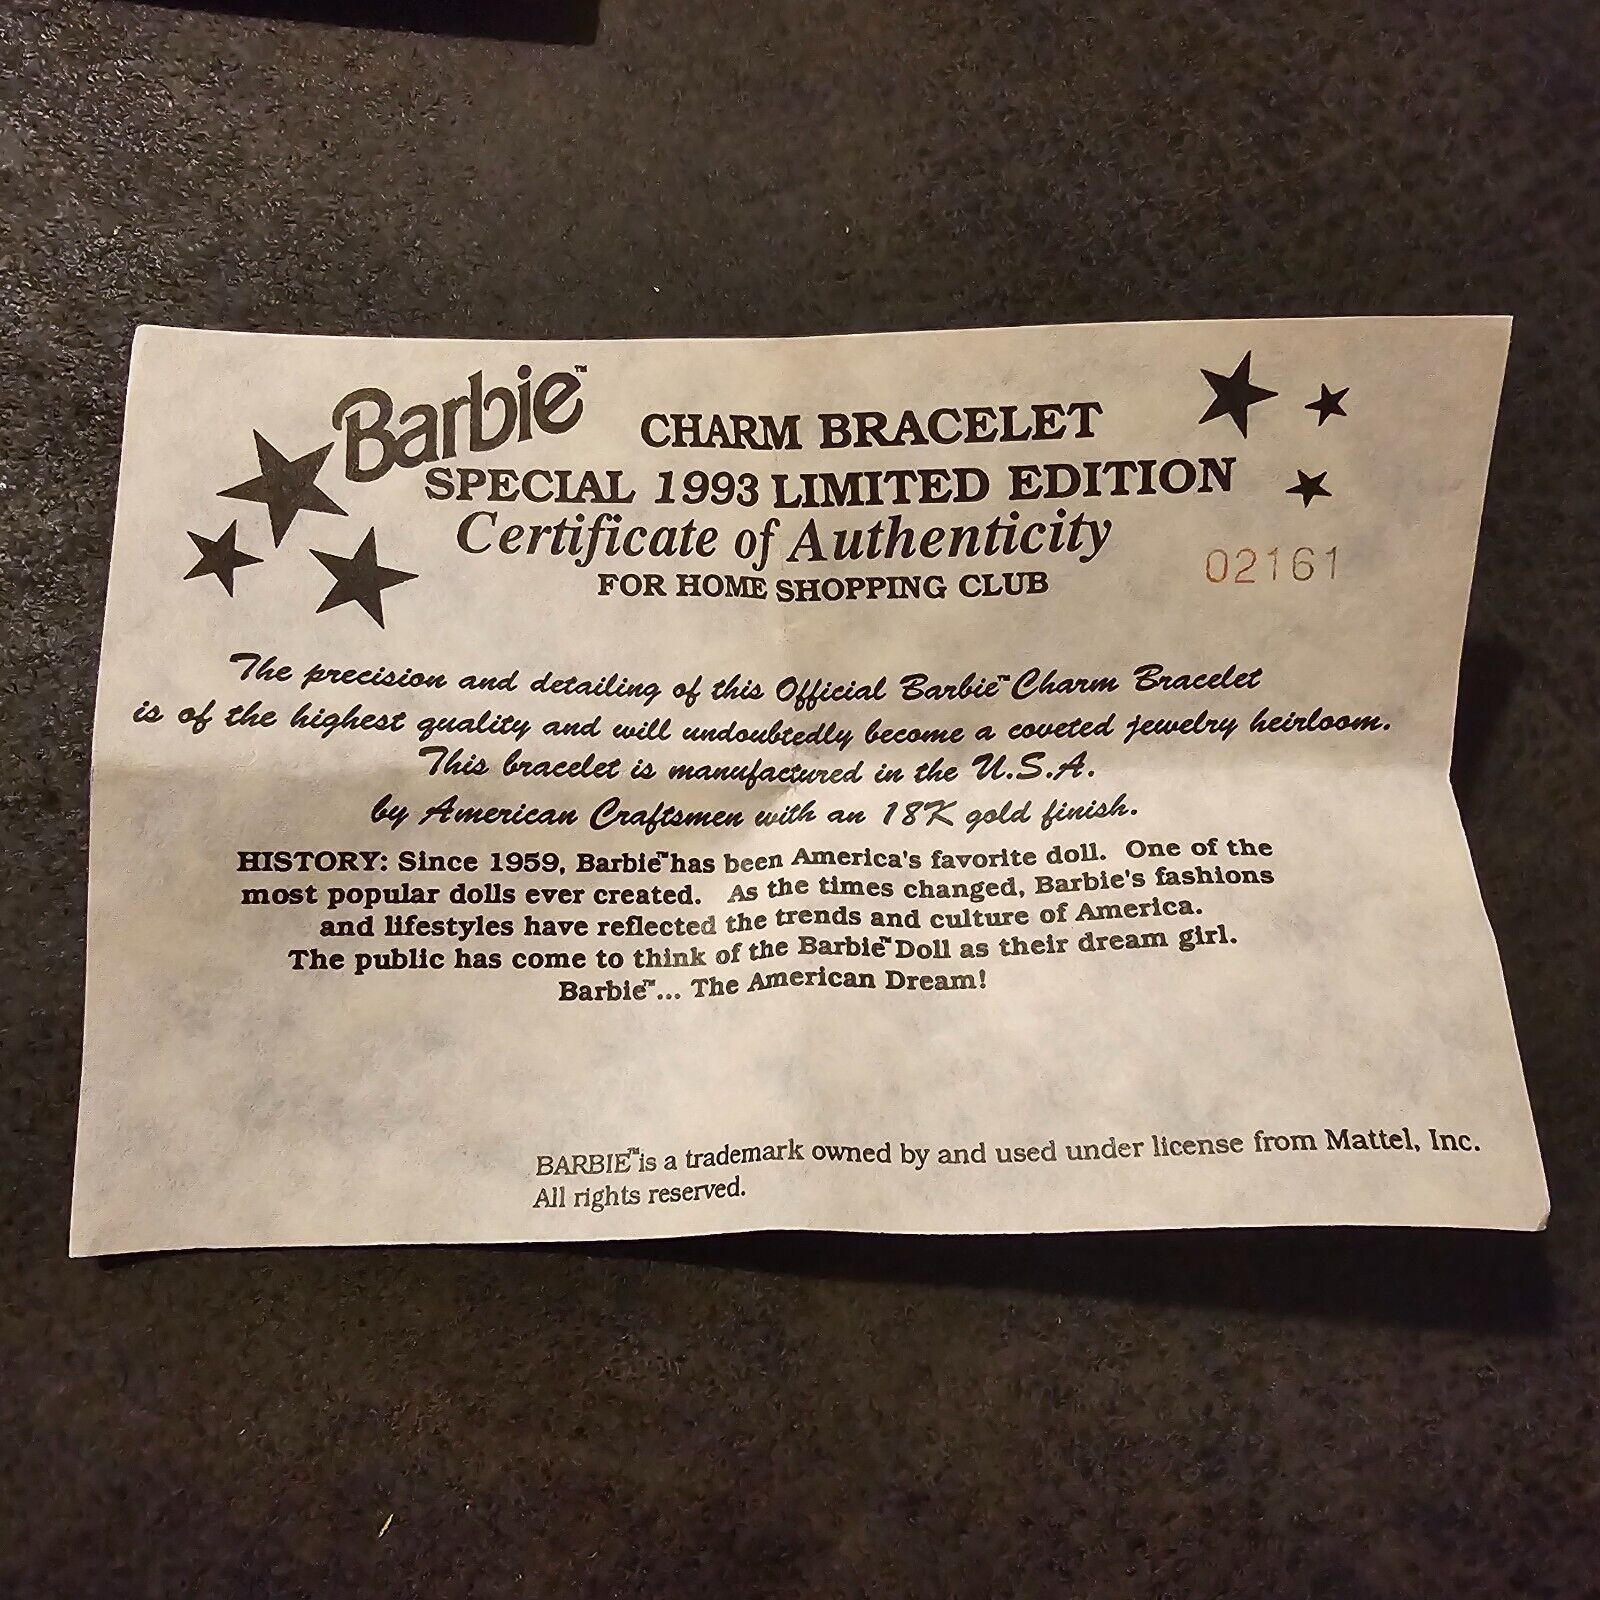 Barbie™ CHARM BRACELET
SPECIAL 1993 LIMITED EDITION
Certificate of Authenticity
FOR HOME SHOPPING CLUB
02161
The precision and detailing of this Official Barbie™ Charm Bracelet
is of the highest quality and will undoubtedly become a coveted jewelry heirloom.
This bracelet is manufactured in the U.S.A.
by American Craftsmen with an 18K gold finish.
HISTORY: Since 1959, Barbie™ has been America's favorite doll. One of the
most popular dolls ever created. As the times changed, Barbie's fashions
and lifestyles have reflected the trends and culture of America.
The public has come to think of the Barbie™ Doll as their dream girl.
Barbie™... The American Dream!
BARBIE™ is a trademark owned by and used under license from Mattel, Inc.
All rights reserved.